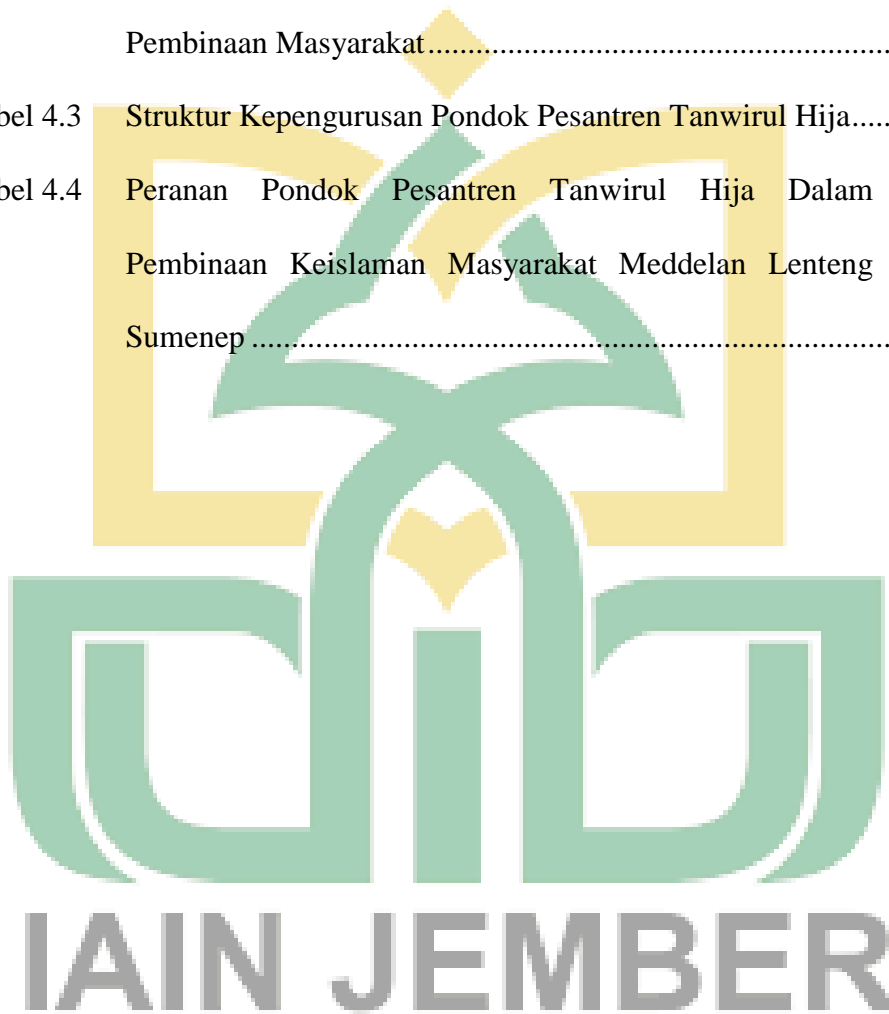 Pembinaan Masyarakat
bel 4.3 Struktur Kepengurusan Pondok Pesantren Tanwirul Hija
bel 4.4 Peranan Pondok Pesantren Tanwirul Hija Dalam
Pembinaan Keislaman Masyarakat Meddelan Lenteng
Sumenep
IAIN JEMBER